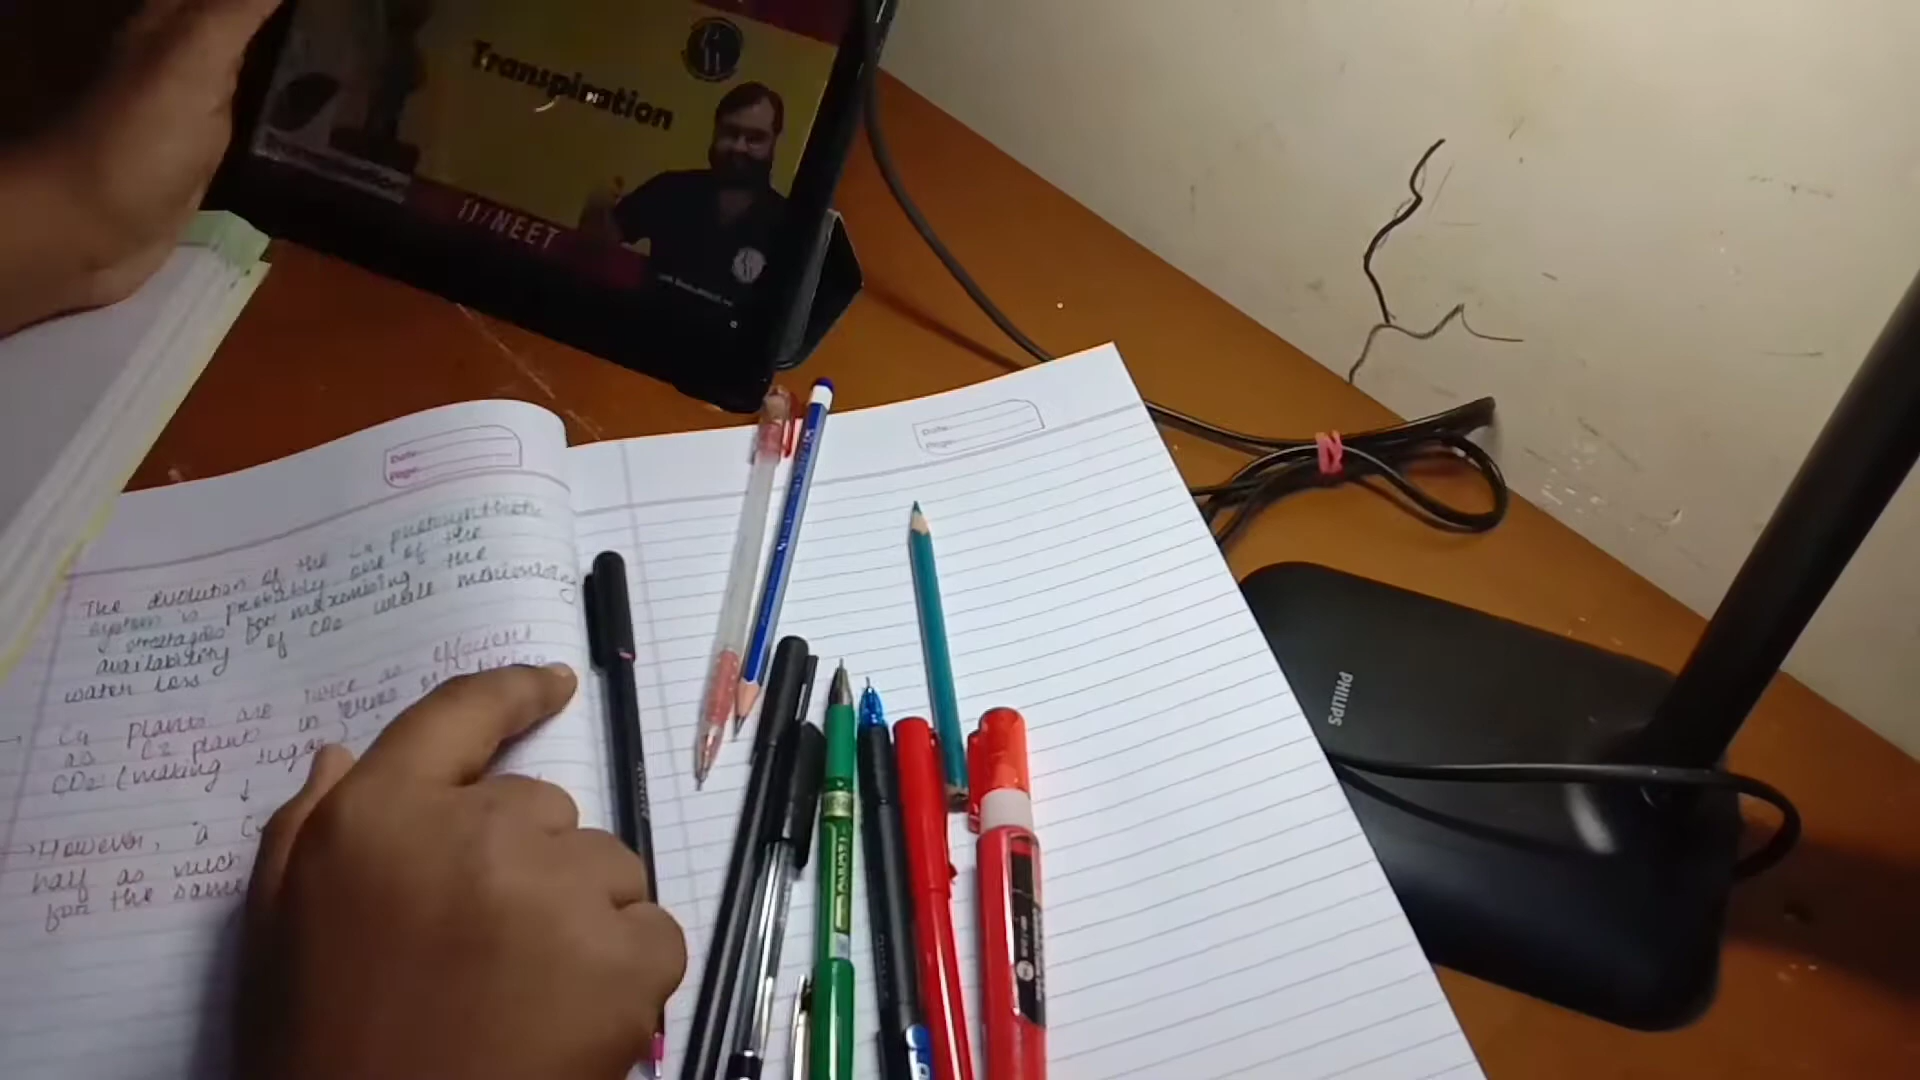 Transpiration
11/NEET
Date
Page
Date
Page
The evolution of the C4 photosynthetic
system is probably one of the
strategies for maximising the
availability of CO2 while minimising
water loss
C4 plants are twice as efficient
as C3 plants in terms of fixing
CO2 (making sugar)
↓
→However, a C4
half as much
for the same
TECHNO
PHILIPS